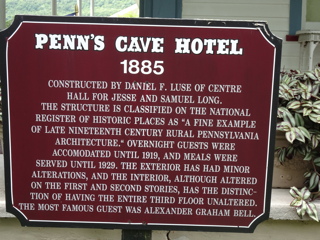 PENN'S CAVE HOTEL
1885
CONSTRUCTED BY DANIEL F. LUSE OF CENTRE
HALL FOR JESSE AND SAMUEL LONG.
THE STRUCTURE IS CLASSIFIED ON THE NATIONAL
REGISTER OF HISTORIC PLACES AS "A FINE EXAMPLE
OF LATE NINETEENTH CENTURY RURAL PENNSYLVANIA
ARCHITECTURE." OVERNIGHT GUESTS WERE
ACCOMODATED UNTIL 1919, AND MEALS WERE
SERVED UNTIL 1929. THE EXTERIOR HAS HAD MINOR
ALTERATIONS, AND THE INTERIOR, ALTHOUGH ALTERED
ON THE FIRST AND SECOND STORIES, HAS THE DISTINC-
TION OF HAVING THE ENTIRE THIRD FLOOR UNALTERED.
THE MOST FAMOUS GUEST WAS ALEXANDER GRAHAM BELL.